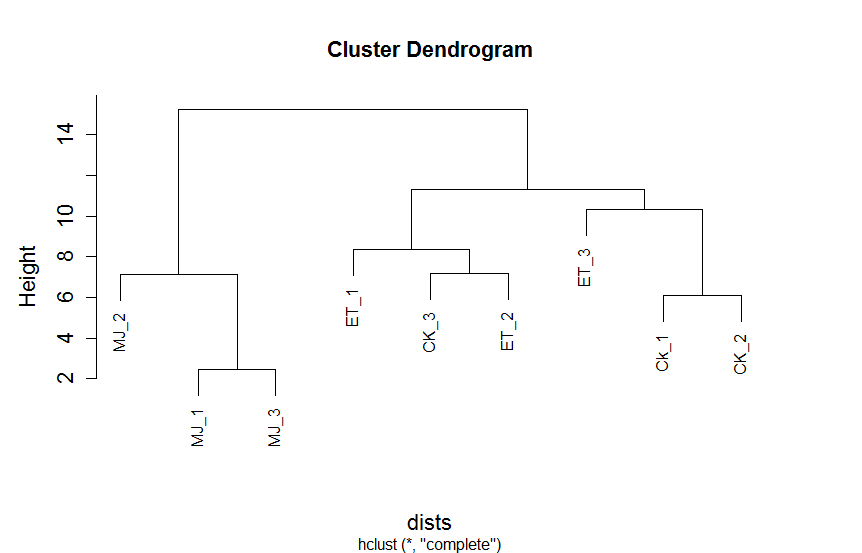 Cluster Dendrogram
Height
14
10
8
6
4
2
MJ_2
MJ_1
MJ_3
ET_1
CK_3
ET_2
ET_3
Ck_1
CK_2
dists
hclust (*, "complete")